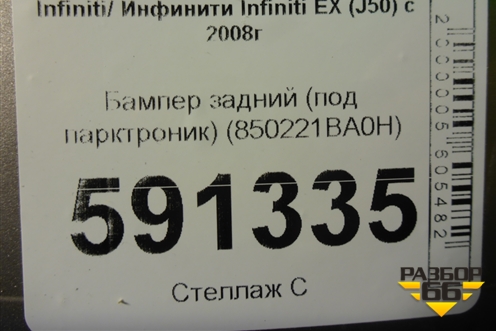 Infiniti/ Инфинити Infiniti EX (J50) с
2008г
Бампер задний (под
парктроник) (850221BA0H)
591335
Стеллаж С
2000005605482
РАЗБОР
66